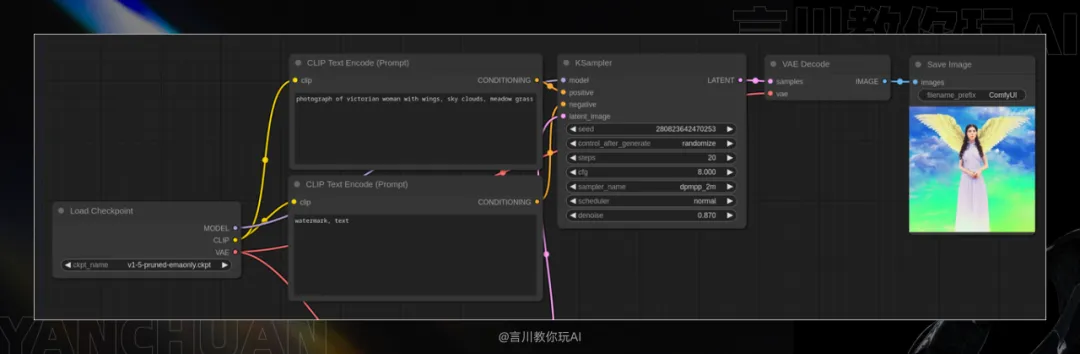 言川教你玩AI
CLIP Text Encode (Prompt)
clip
CONDITIONING
photograph of victorian woman with wings, sky clouds, meadow grass
CLIP Text Encode (Prompt)
clip
CONDITIONING
watermark, text
Load Checkpoint
MODEL
CLIP
VAE
ckpt_name v1-5-pruned-emaonly.ckpt
KSampler
model
LATENT
positive
negative
latent_image
seed 280823642470253
control_after_generate randomize
steps 20
cfg 8.000
sampler_name dpmpp_2m
scheduler normal
denoise 0.870
VAE Decode
samples
IMAGE
vae
Save Image
images
filename_prefix ComfyUI
YANCHUAN
@言川教你玩AI